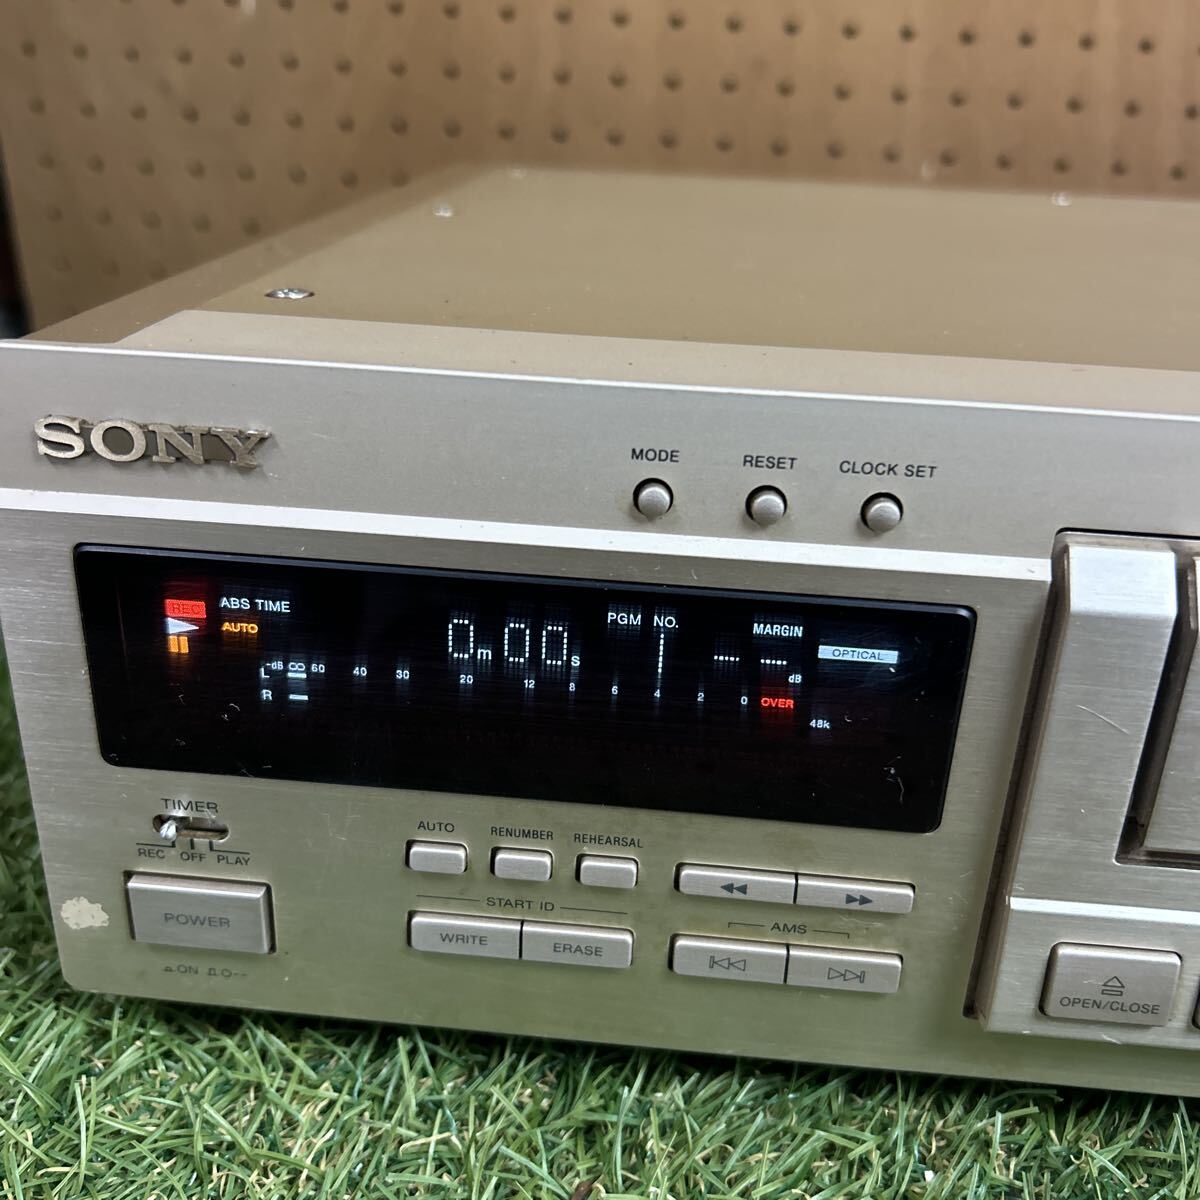 SONY
MODE RESET CLOCK SET
REC ABS TIME PGM NO. MARGIN
AUTO 0m 00s 1 -- -- OPTICAL
-dB ∞ 60 40 30 20 12 8 6 4 2 0 OVER dB
L
R
48k
TIMER
REC OFF PLAY
AUTO RENUMBER REHEARSAL
START ID
WRITE ERASE
AMS
POWER
ON
OPEN/CLOSE